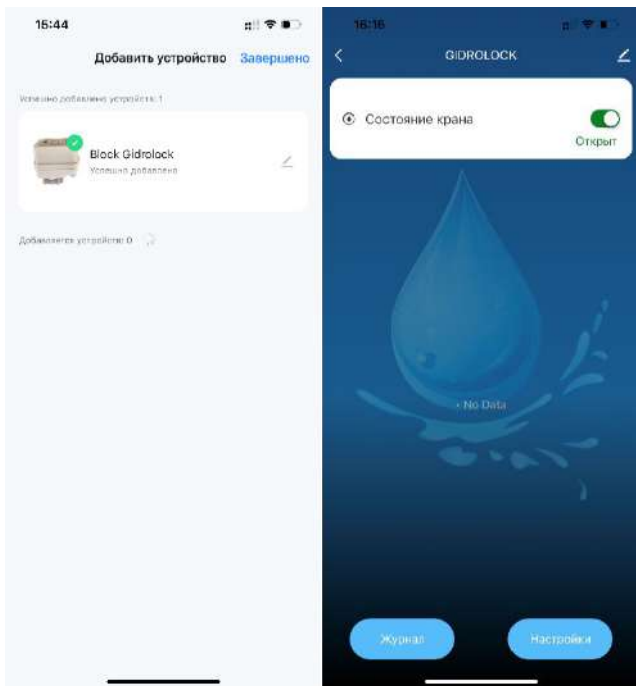 15:44
Добавить устройство Завершено
Успешно добавлено устройств: 1
Block Gidrolock
Успешно добавлено
Добавляется устройств: 0
16:16
GIDROLOCK
Состояние крана
Открыт
No Data
Журнал
Настройки